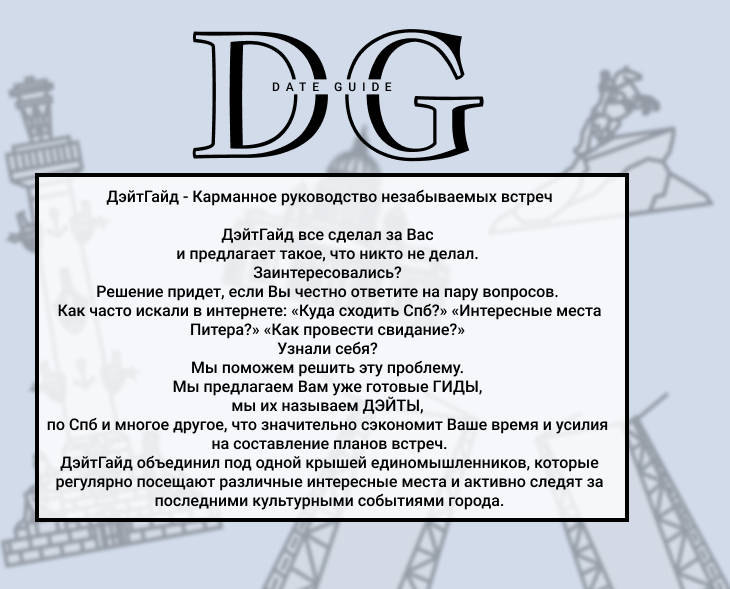 DG
DATE GUIDE
ДэйтГайд - Карманное руководство незабываемых встреч
ДэйтГайд все сделал за Вас
и предлагает такое, что никто не делал.
Заинтересовались?
Решение придет, если Вы честно ответите на пару вопросов.
Как часто искали в интернете: «Куда сходить Спб?» «Интересные места
Питера?» «Как провести свидание?»
Узнали себя?
Мы поможем решить эту проблему.
Мы предлагаем Вам уже готовые ГИДЫ,
мы их называем ДЭЙТЫ,
по Спб и многое другое, что значительно сэкономит Ваше время и усилия
на составление планов встреч.
ДэйтГайд объединил под одной крышей единомышленников, которые
регулярно посещают различные интересные места и активно следят за
последними культурными событиями города.